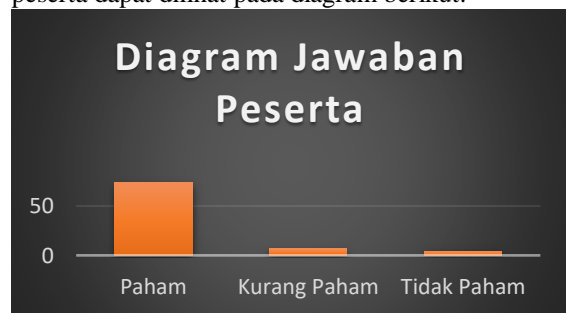 peserta dapat dilihat pada diagram berikut:
Diagram Jawaban
Peserta
50
0
Paham Kurang Paham Tidak Paham